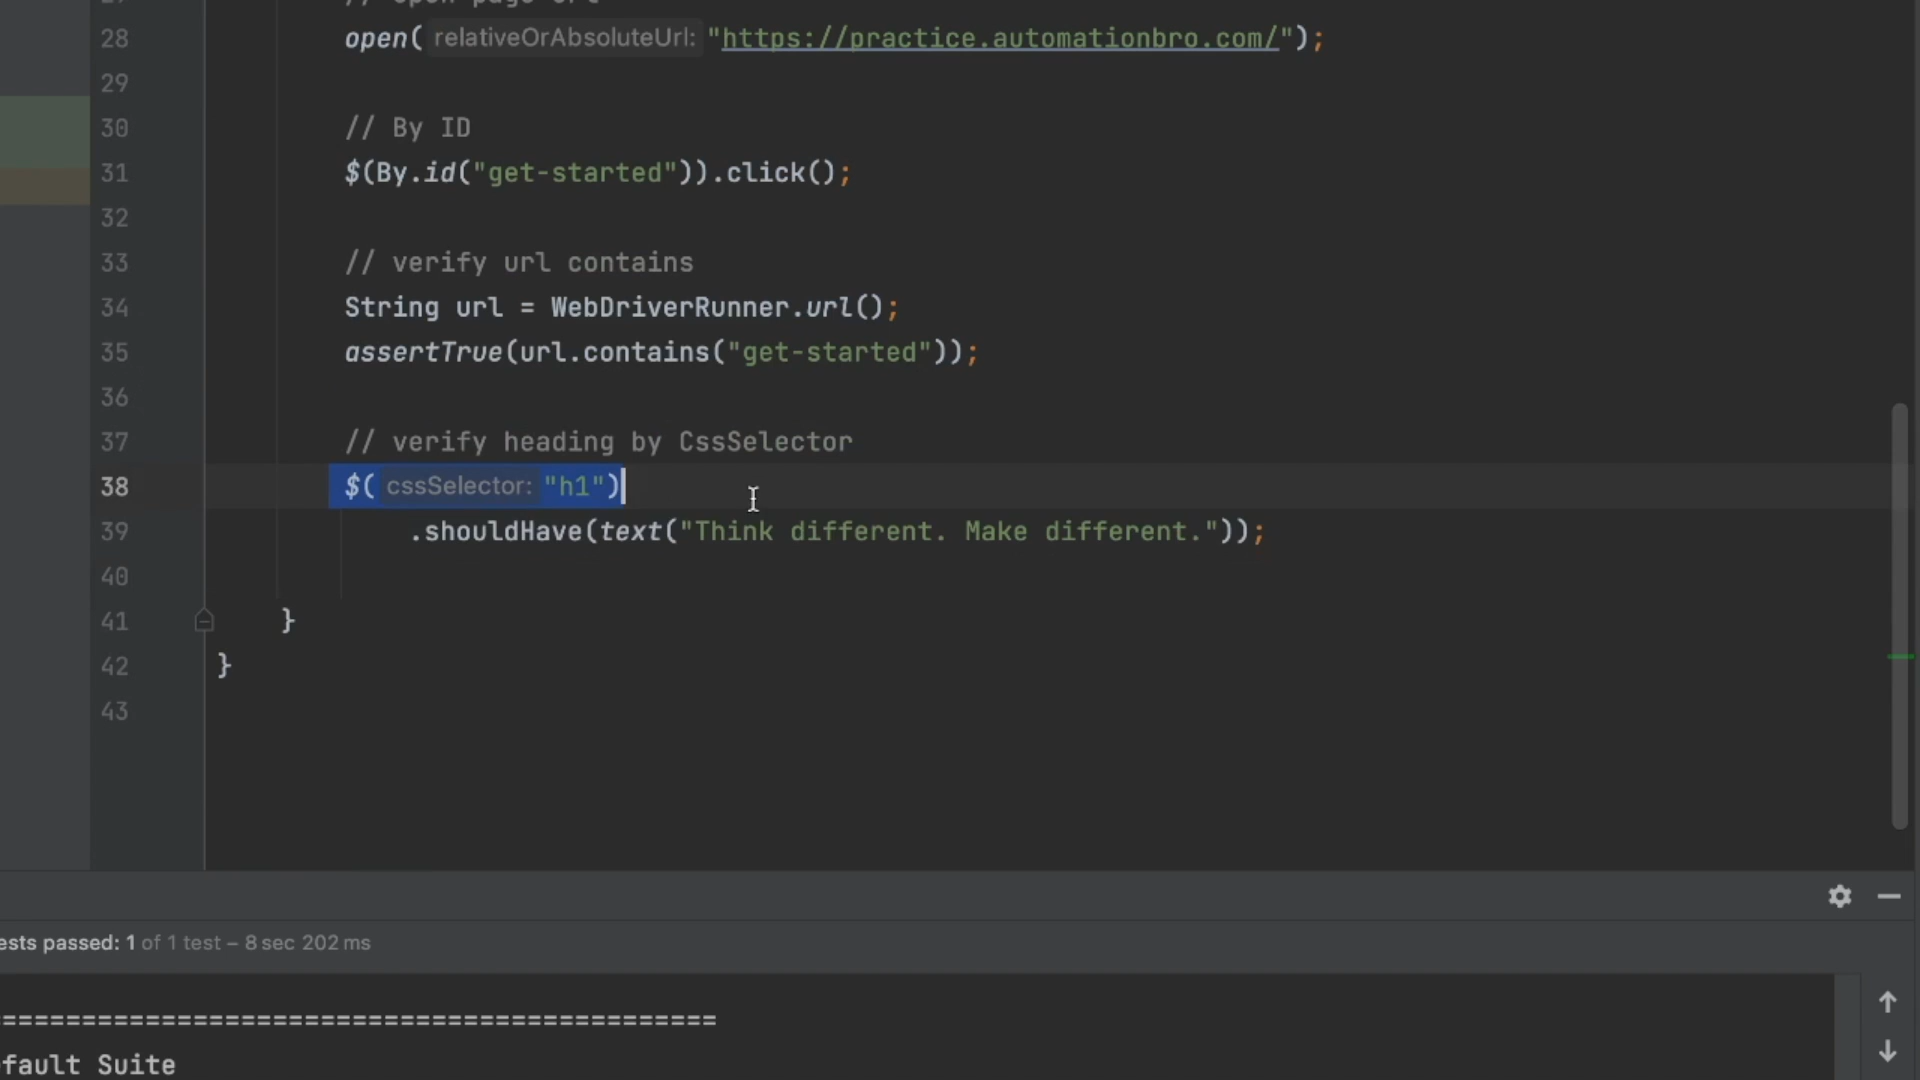 28 open( relativeOrAbsoluteUrl: "https://practice.automationbro.com/");
29
30 // By ID
31 $(By.id("get-started")).click();
32
33 // verify url contains
34 String url = WebDriverRunner.url();
35 assertTrue(url.contains("get-started"));
36
37 // verify heading by CssSelector
38 $( cssSelector: "h1")
39 .shouldHave(text("Think different. Make different."));
40
41 }
42 }
43
ests passed: 1 of 1 test – 8 sec 202 ms
=============================================
fault Suite